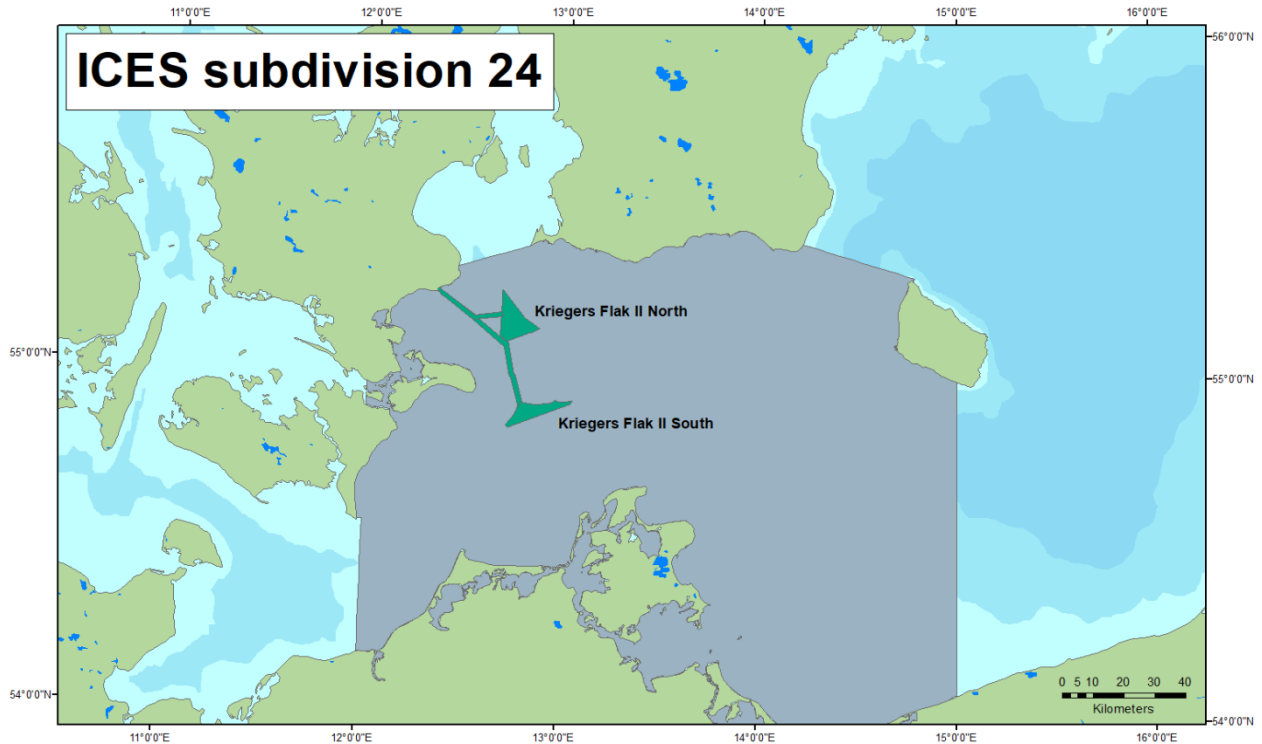 11°0'0"E 12°0'0"E 13°0'0"E 14°0'0"E 15°0'0"E 16°0'0"E
ICES subdivision 24
56°0'0"N
Kriegers Flak II North
55°0'0"N
55°0'0"N
Kriegers Flak II South
0 5 10 20 30 40
Kilometers
54°0'0"N
54°0'0"N
11°0'0"E 12°0'0"E 13°0'0"E 14°0'0"E 15°0'0"E 16°0'0"E